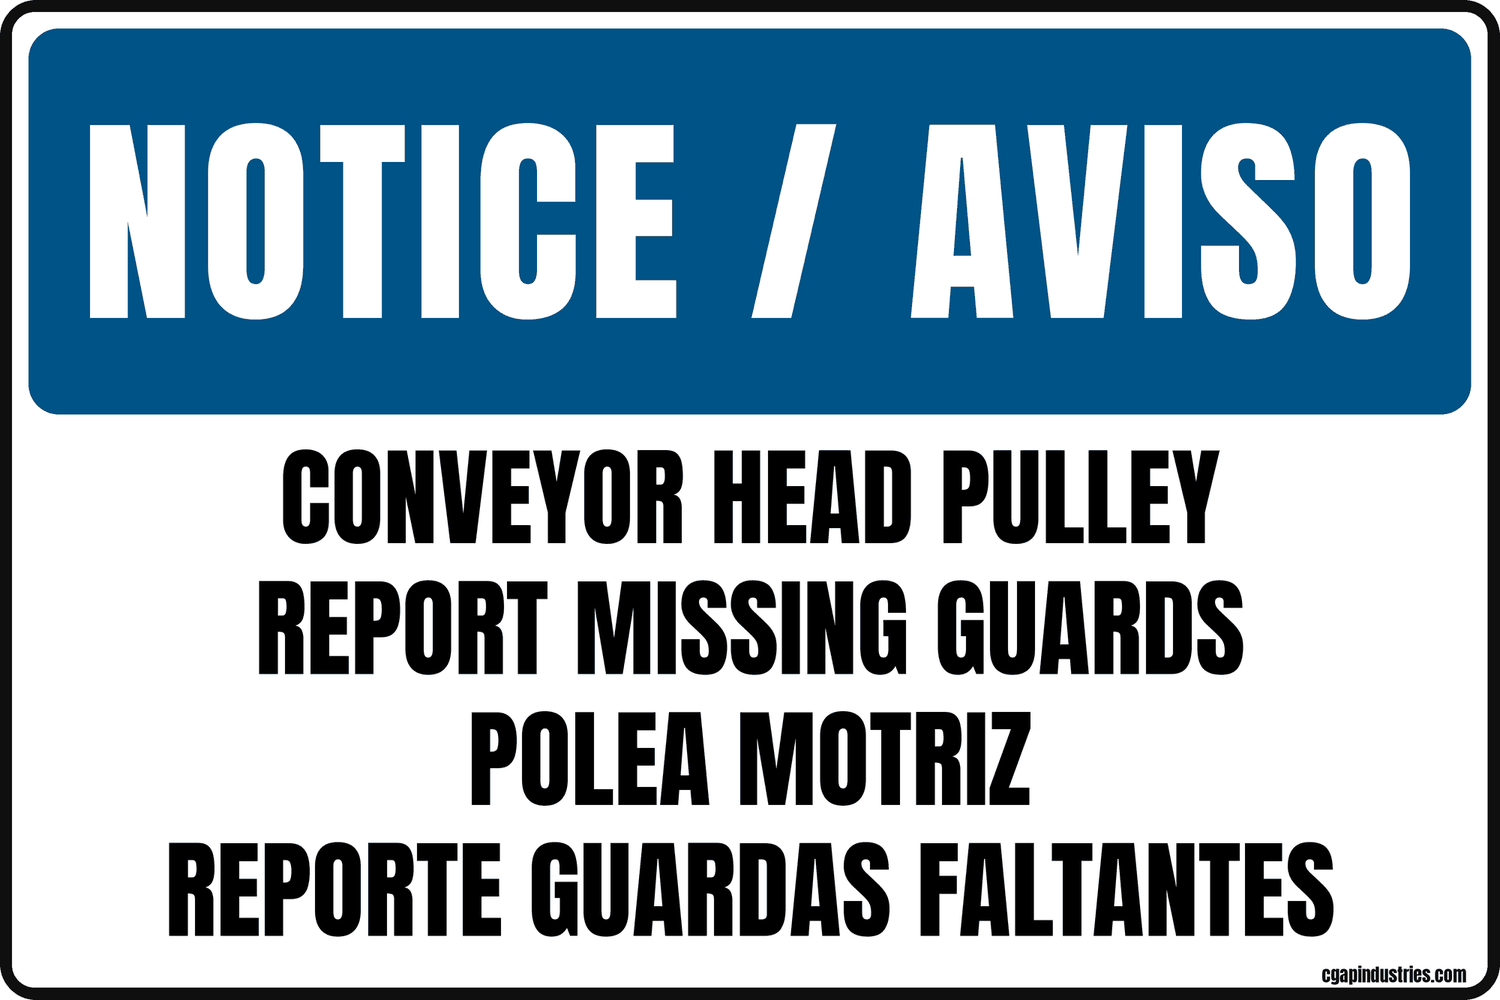 NOTICE / AVISO
CONVEYOR HEAD PULLEY
REPORT MISSING GUARDS
POLEA MOTRIZ
REPORTE GUARDAS FALTANTES
cgapindustries.com